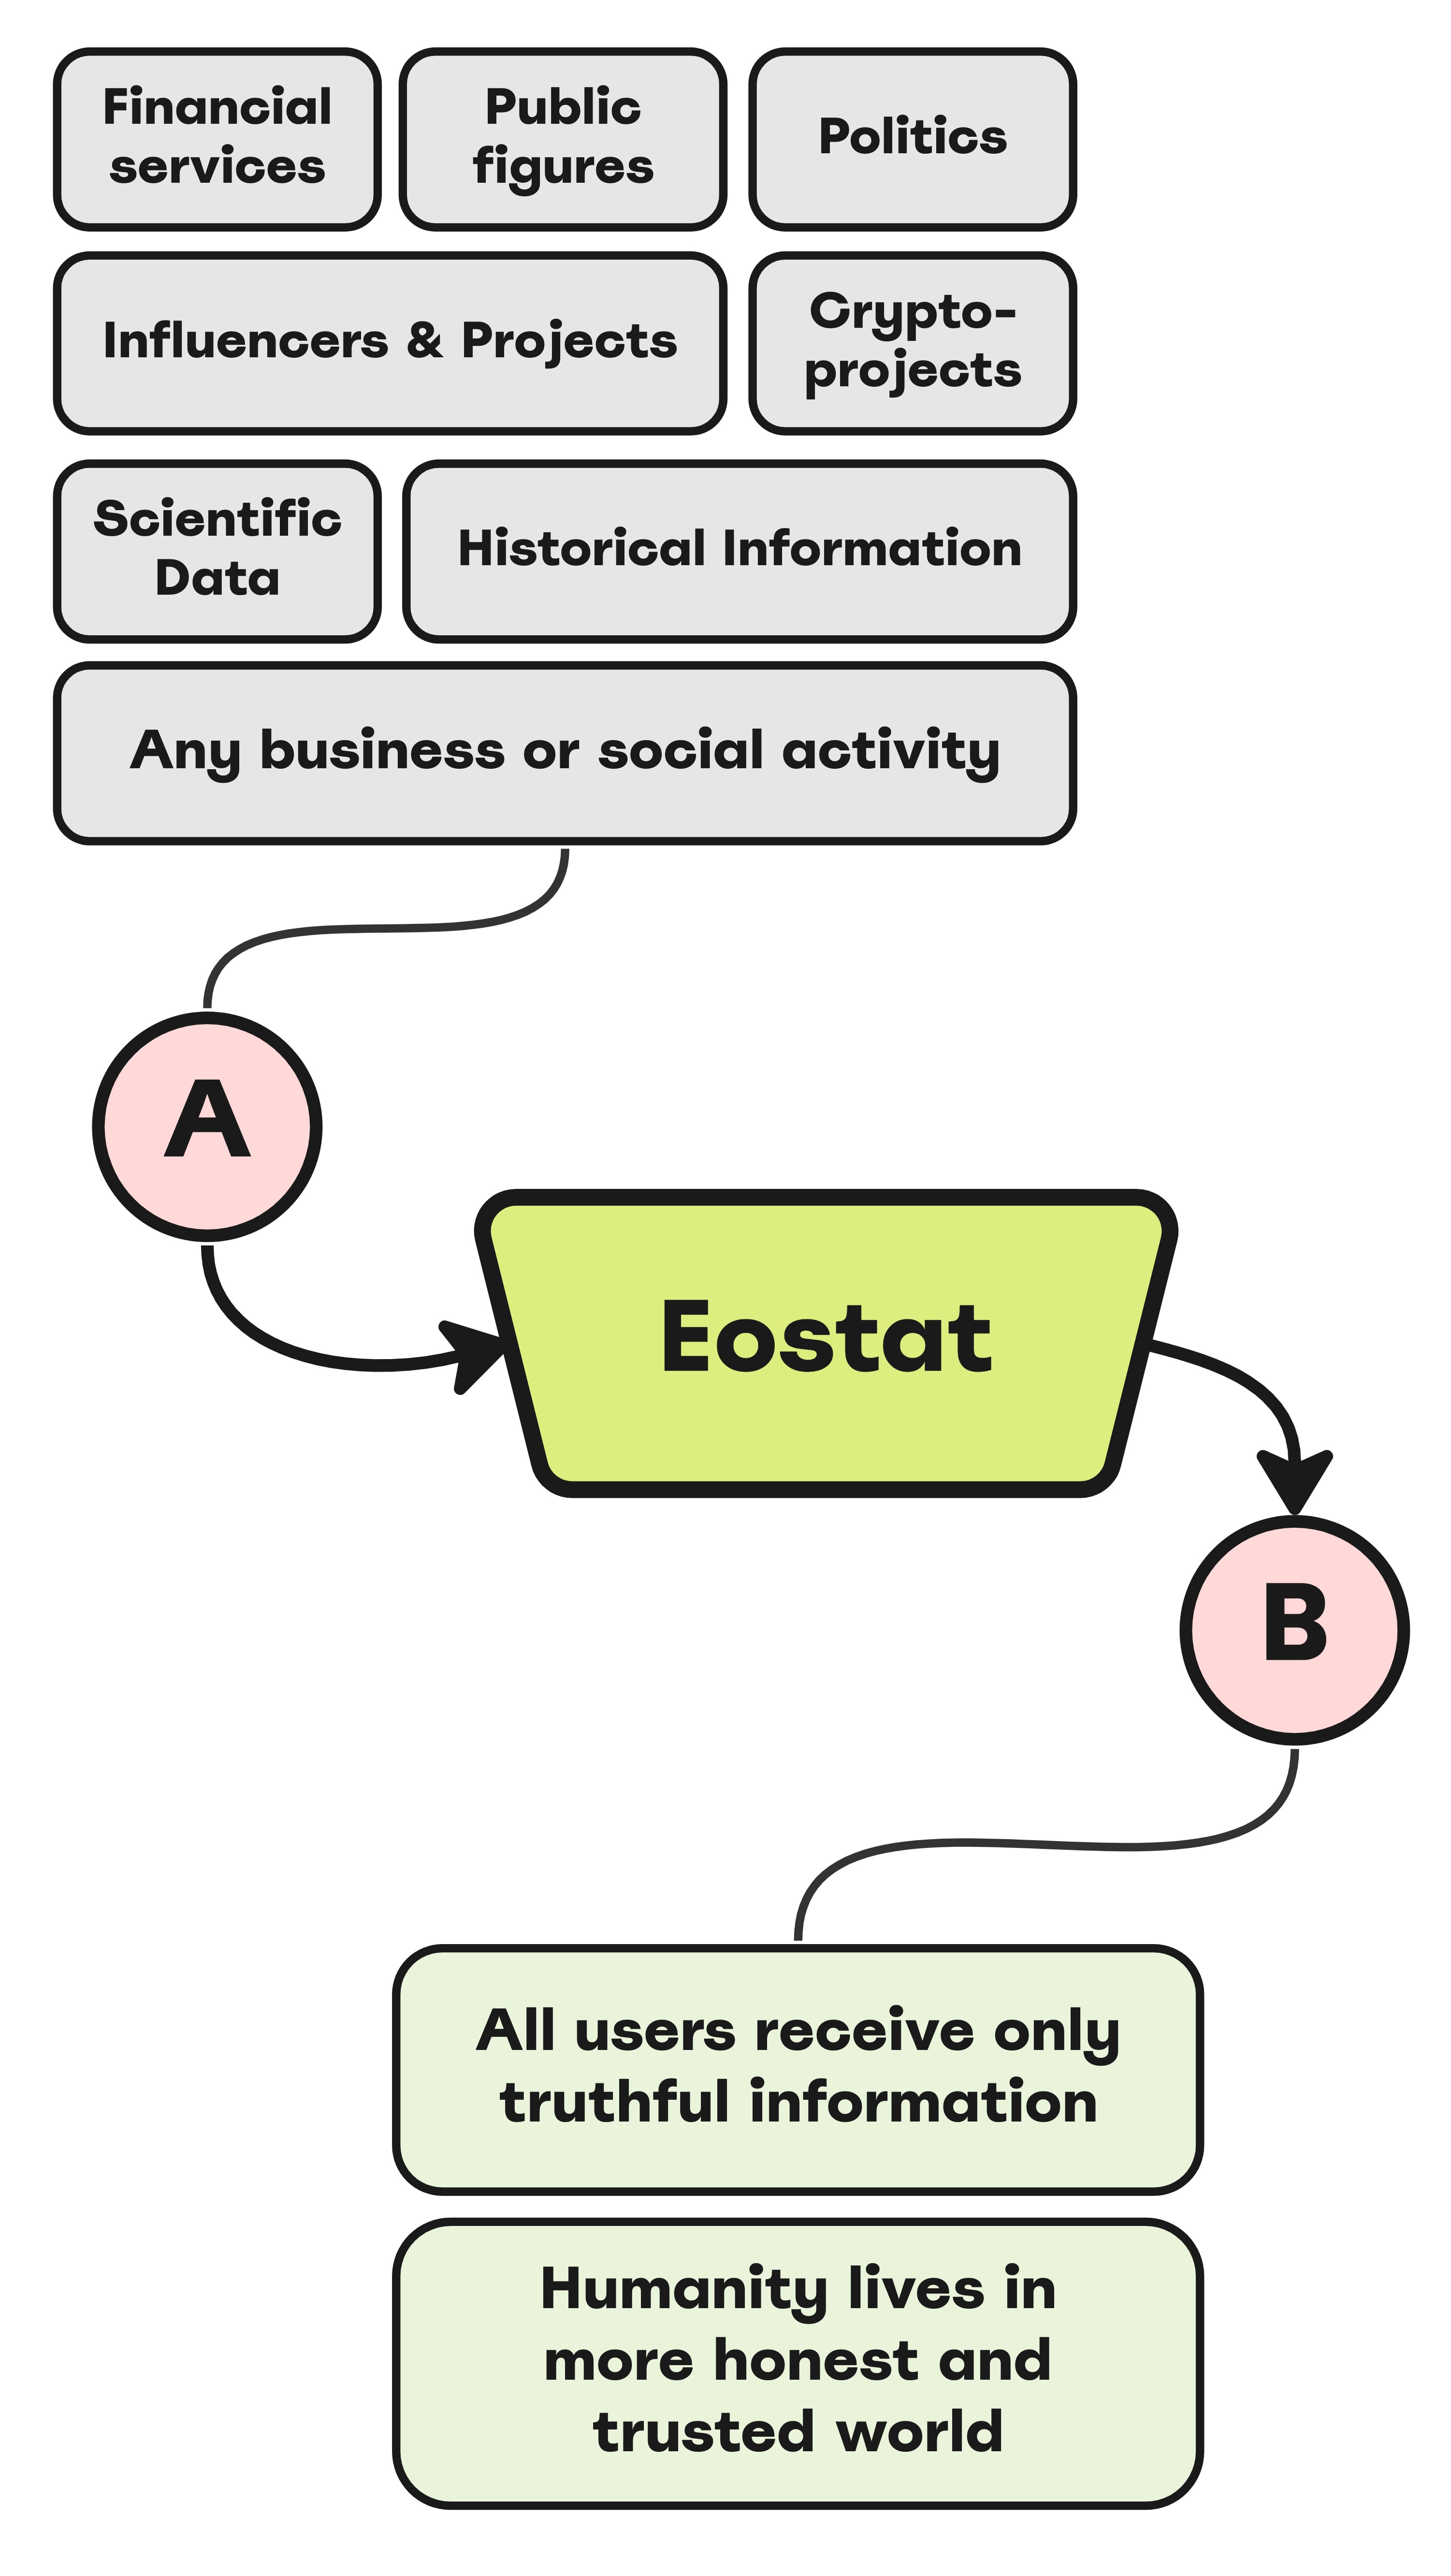 Financial
services
Public
figures
Politics
Influencers & Projects
Crypto-
projects
Scientific
Data
Historical Information
Any business or social activity
A
Eostat
B
All users receive only
truthful information
Humanity lives in
more honest and
trusted world